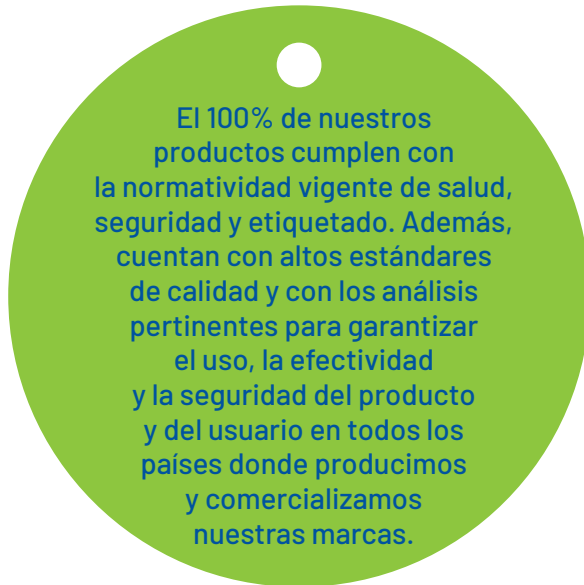 El 100% de nuestros
productos cumplen con
la normatividad vigente de salud,
seguridad y etiquetado. Además,
cuentan con altos estándares
de calidad y con los análisis
pertinentes para garantizar
el uso, la efectividad
y la seguridad del producto
y del usuario en todos los
países donde producimos
y comercializamos
nuestras marcas.